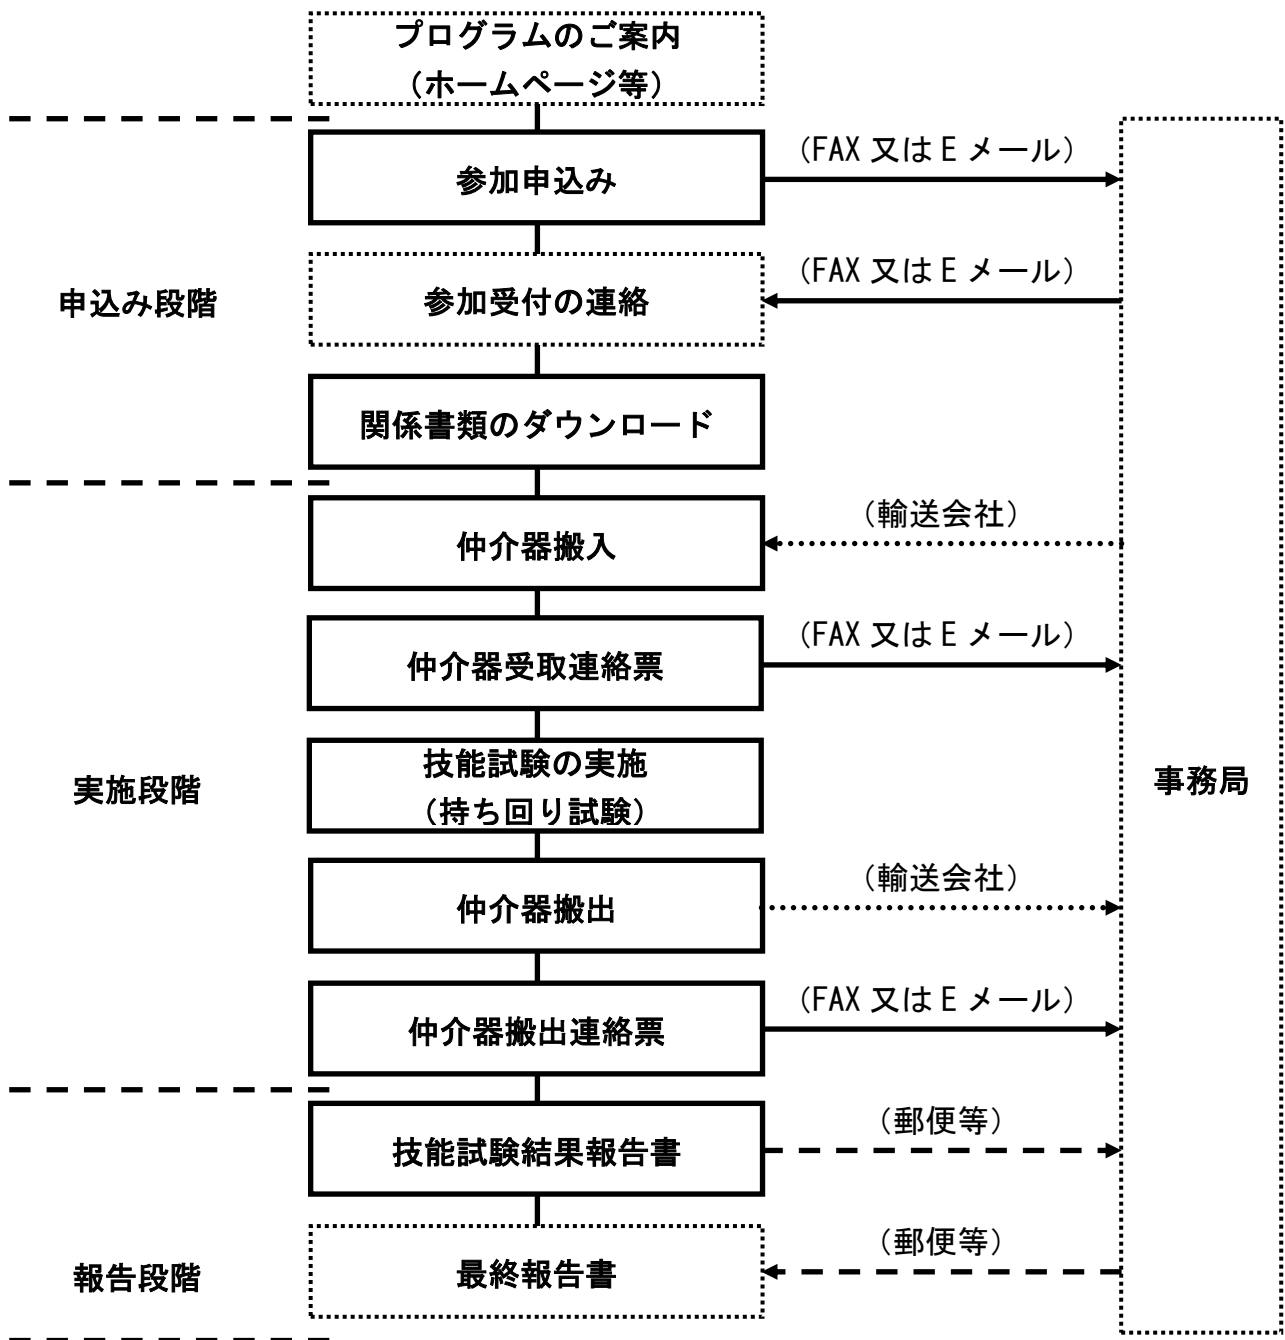 プログラムのご案内
（ホームページ等）
参加申込み
（FAX 又は E メール）
申込み段階
参加受付の連絡
（FAX 又は E メール）
関係書類のダウンロード
仲介器搬入
（輸送会社）
仲介器受取連絡票
（FAX 又は E メール）
実施段階
技能試験の実施
（持ち回り試験）
事務局
仲介器搬出
（輸送会社）
仲介器搬出連絡票
（FAX 又は E メール）
技能試験結果報告書
（郵便等）
報告段階
最終報告書
（郵便等）